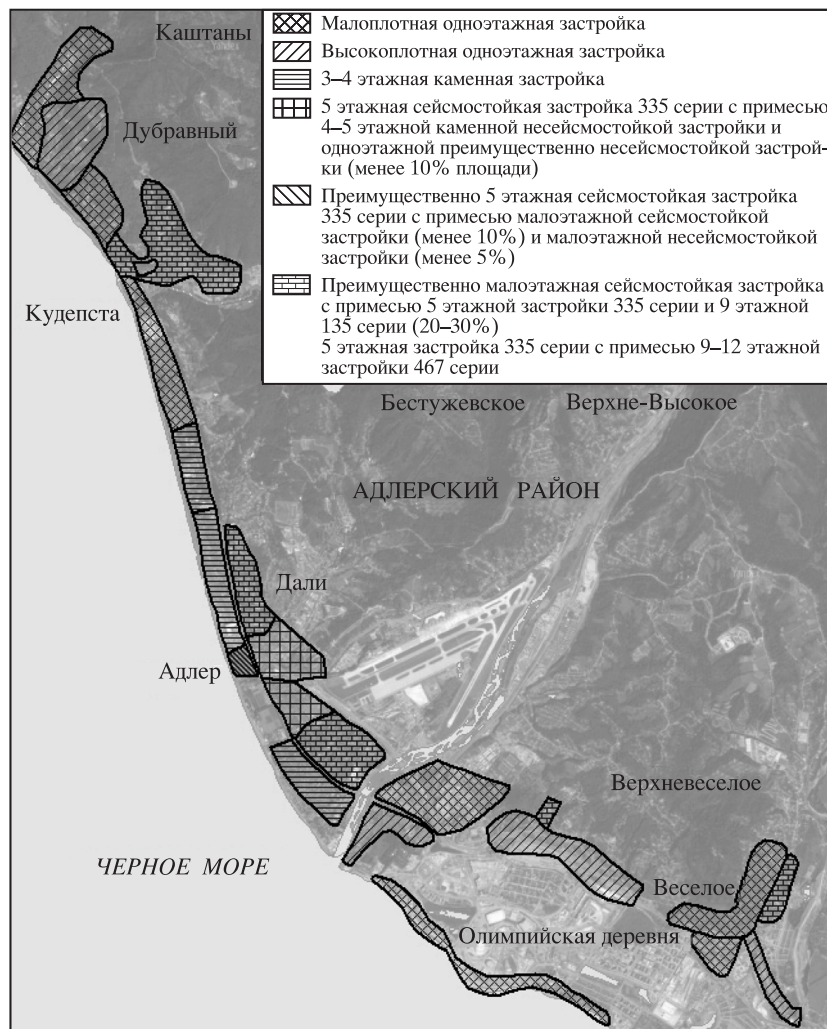 Каштаны
Дубравный
Кудепста
Малоплотная одноэтажная застройка
Высокоплотная одноэтажная застройка
3–4 этажная каменная застройка
5 этажная сейсмостойкая застройка 335 серии с примесью
4–5 этажной каменной несейсмостойкой застройки и
одноэтажной преимущественно несейсмостойкой застрой-
ки (менее 10% площади)
Преимущественно 5 этажная сейсмостойкая застройка
335 серии с примесью малоэтажной сейсмостойкой
застройки (менее 10%) и малоэтажной несейсмостойкой
застройки (менее 5%)
Преимущественно малоэтажная сейсмостойкая застройка
с примесью 5 этажной застройки 335 серии и 9 этажной
135 серии (20–30%)
5 этажная застройка 335 серии с примесью 9–12 этажной
застройки 467 серии
Бестужевское Верхне-Высокое
АДЛЕРСКИЙ РАЙОН
Дали
Адлер
Верхневеселое
ЧЕРНОЕ МОРЕ
Веселое
Олимпийская деревня